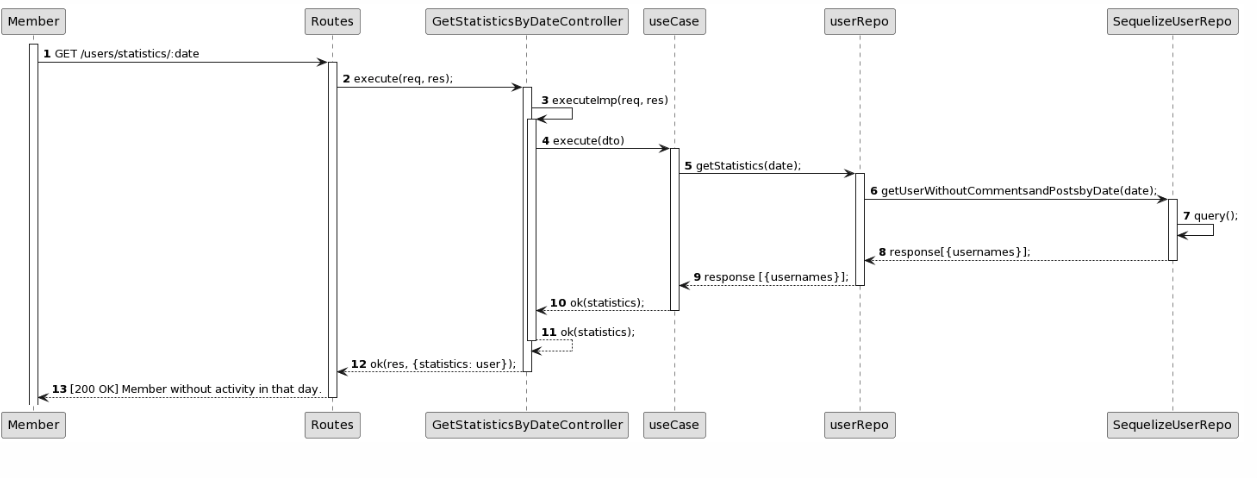 Member Routes GetStatisticsByDateController useCase userRepo SequelizeUserRepo
1 GET /users/statistics/:date
2 execute(req, res);
3 executeImp(req, res)
4 execute(dto)
5 getStatistics(date);
6 getUserWithoutCommentsandPostsbyDate(date);
7 query();
8 response[{usernames}];
9 response [{usernames}];
10 ok(statistics);
11 ok(statistics);
12 ok(res, {statistics: user});
13 [200 OK] Member without activity in that day.
Member Routes GetStatisticsByDateController useCase userRepo SequelizeUserRepo